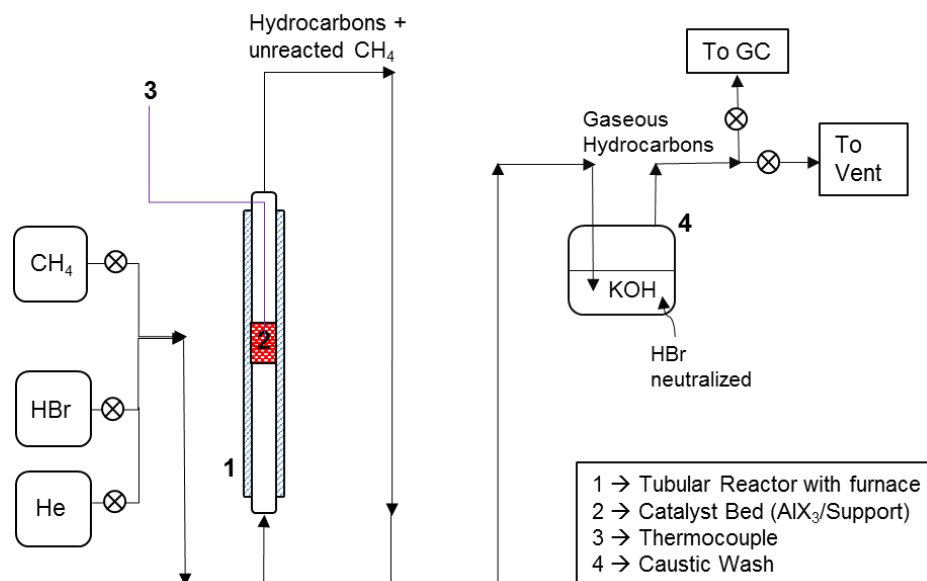 Hydrocarbons +
unreacted CH₄
To GC
3
Gaseous
Hydrocarbons
To
Vent
4
CH₄
KOH
2
HBr
neutralized
HBr
1
He
1 → Tubular Reactor with furnace
2 → Catalyst Bed (AlX₃/Support)
3 → Thermocouple
4 → Caustic Wash